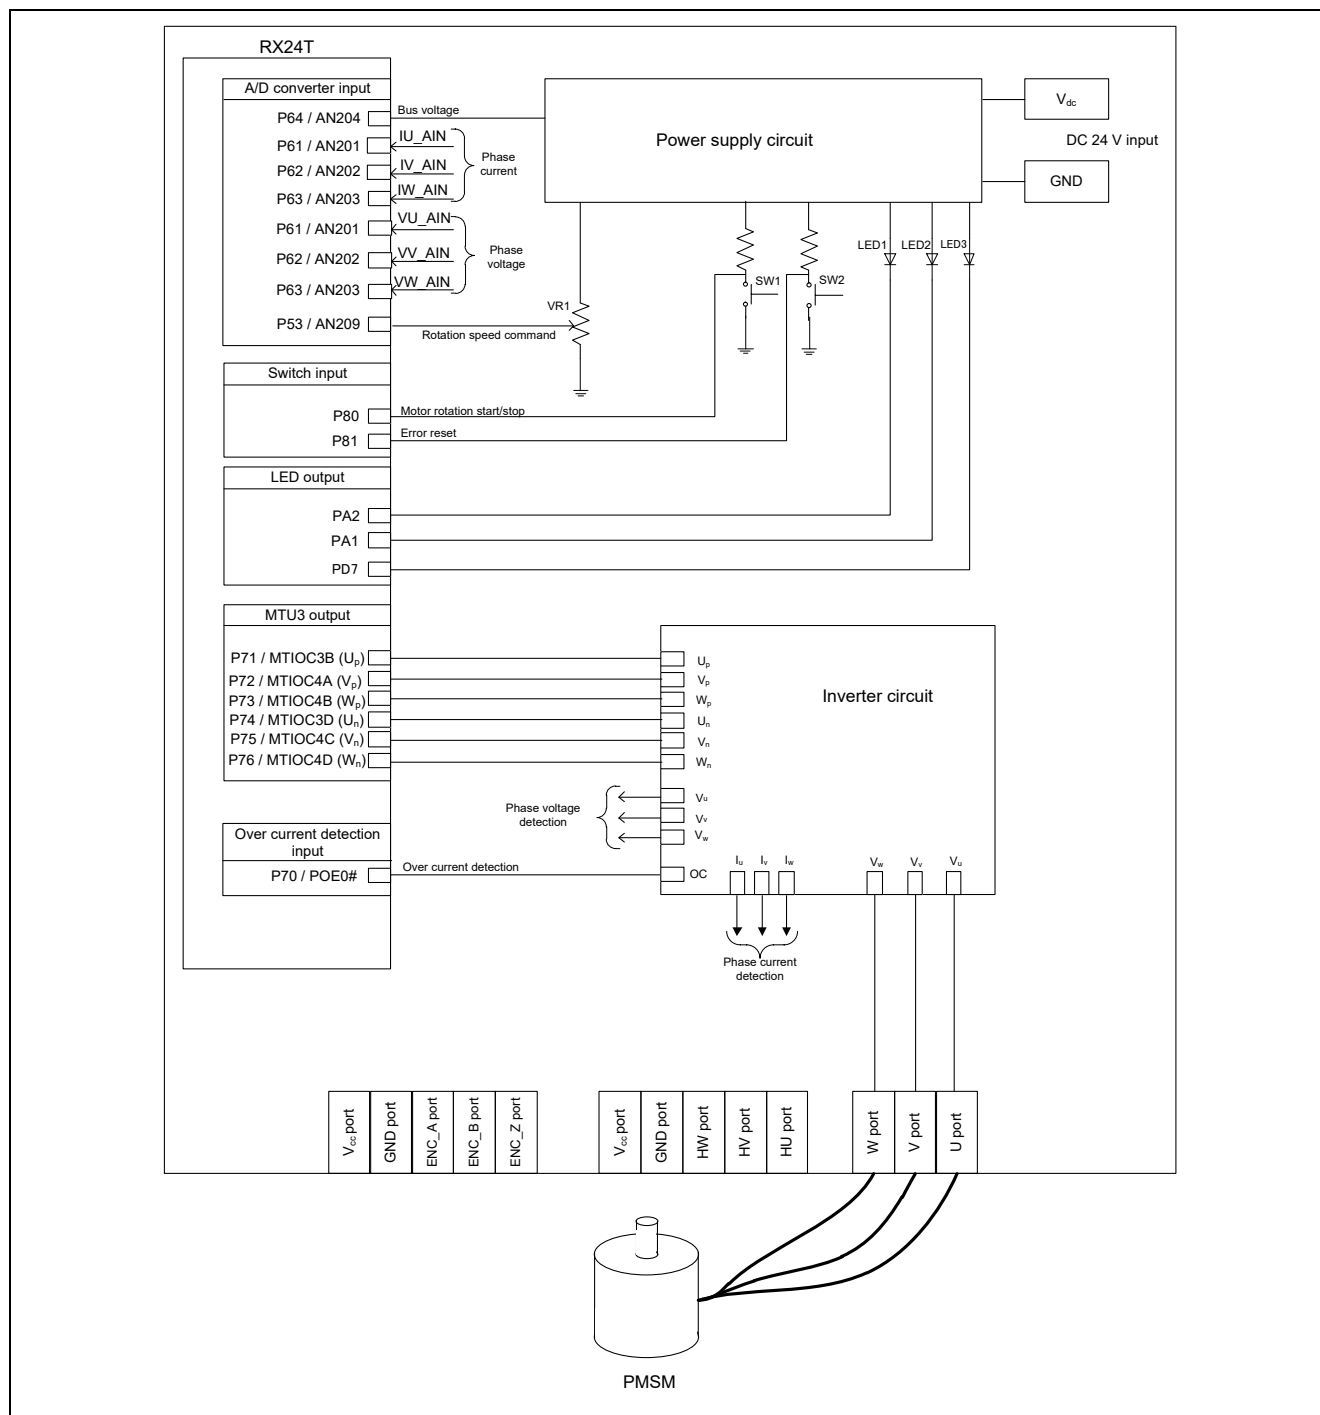 RX24T
A/D converter input
P64 / AN204
P61 / AN201
P62 / AN202
P63 / AN203
P61 / AN201
P62 / AN202
P63 / AN203
P53 / AN209
Bus voltage
IU_AIN
IV_AIN
IW_AIN
Phase
current
VU_AIN
VV_AIN
VW_AIN
Phase
voltage
Rotation speed command
VR1
Power supply circuit
Vdc
DC 24 V input
GND
SW1
SW2
LED1
LED2
LED3
Switch input
P80
Motor rotation start/stop
P81
Error reset
LED output
PA2
PA1
PD7
MTU3 output
P71 / MTIOC3B (Up)
P72 / MTIOC4A (Vp)
P73 / MTIOC4B (Wp)
P74 / MTIOC3D (Un)
P75 / MTIOC4C (Vn)
P76 / MTIOC4D (Wn)
Inverter circuit
Up
Vp
Wp
Un
Vn
Wn
Vu
Vv
Vw
Phase voltage
detection
OC
Iu
Iv
Iw
Vw
Vv
Vu
Over current detection
input
P70 / POE0#
Over current detection
Phase current
detection
Vcc port
GND port
ENC_A port
ENC_B port
ENC_Z port
Vcc port
GND port
HW port
HV port
HU port
W port
V port
U port
PMSM